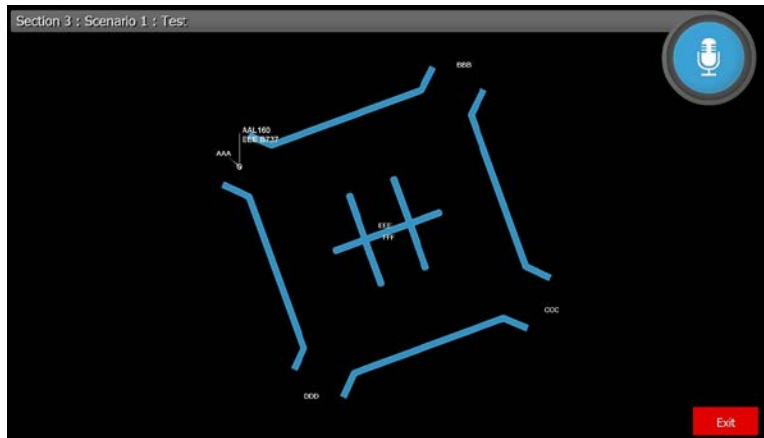 Section 3 : Scenario 1 : Test
BBB
AAL160
EEE B737
AAA
EEE
FFF
CCC
DDD
Exit